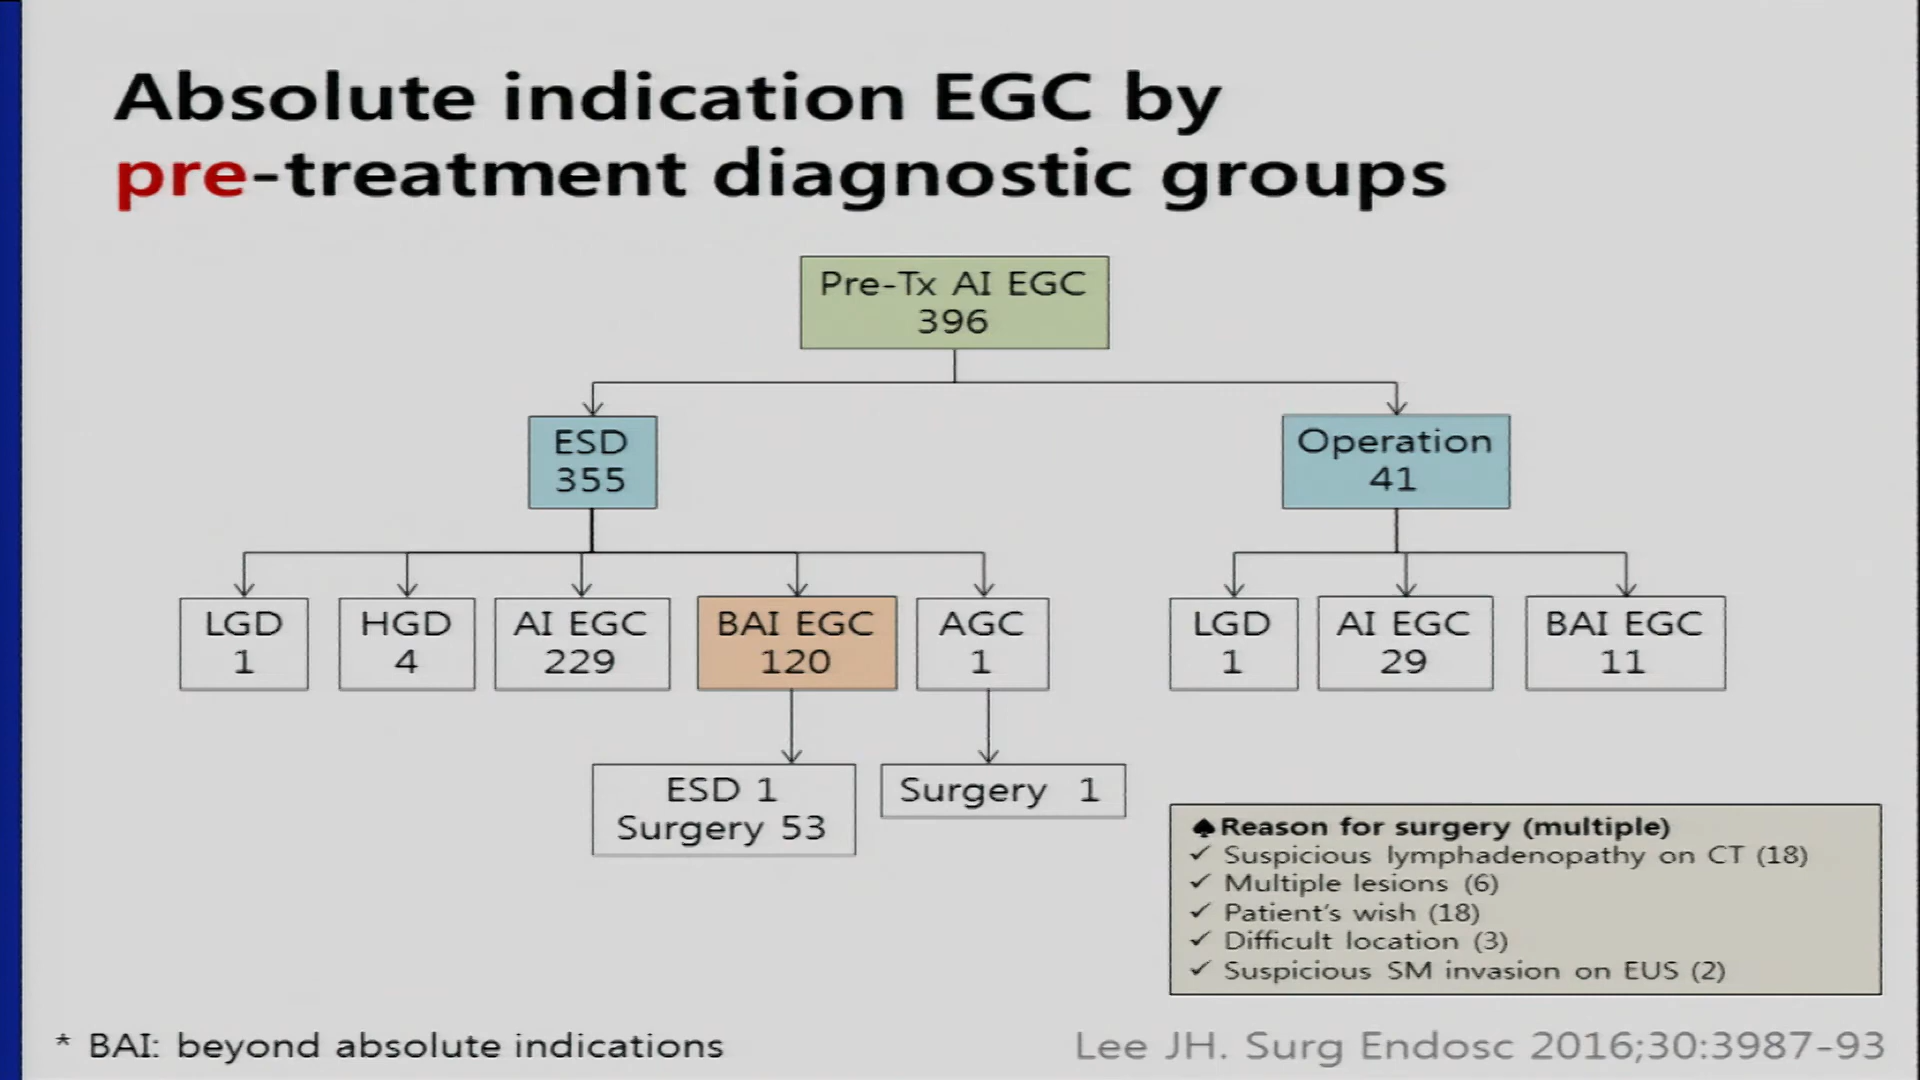 Absolute indication EGC by
pre-treatment diagnostic groups
Pre-Tx AI EGC
396
ESD
355
Operation
41
LGD
1
HGD
4
AI EGC
229
BAI EGC
120
AGC
1
LGD
1
AI EGC
29
BAI EGC
11
ESD 1
Surgery 53
Surgery 1
♠Reason for surgery (multiple)
✓ Suspicious lymphadenopathy on CT (18)
✓ Multiple lesions (6)
✓ Patient's wish (18)
✓ Difficult location (3)
✓ Suspicious SM invasion on EUS (2)
* BAI: beyond absolute indications
Lee JH. Surg Endosc 2016;30:3987-93